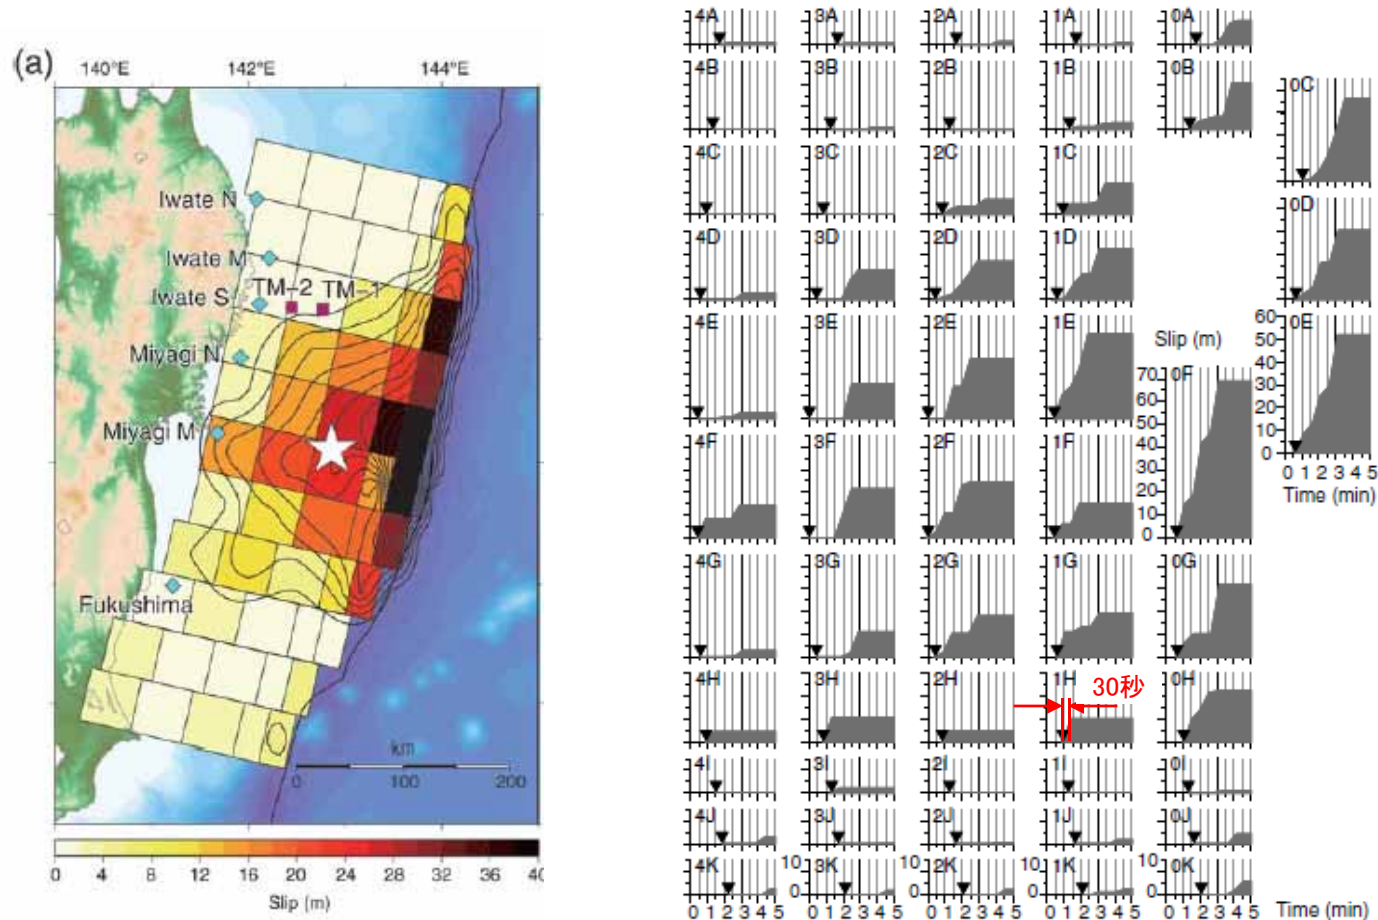 (a)
140°E 142°E 144°E
Iwate N
Iwate M
TM-2 TM-1
Iwate S
Miyagi N
Miyagi M
Fukushima
km
0 100 200
0 4 8 12 16 20 24 28 32 36 40
Slip (m)
4A 3A 2A 1A 0A
4B 3B 2B 1B 0B
0C
4C 3C 2C 1C
0D
4D 3D 2D 1D
4E 3E 2E 1E
0E
60
50
40
30
20
10
0
0 1 2 3 4 5
Time (min)
Slip (m)
0F
70
60
50
40
30
20
10
0
4F 3F 2F 1F
4G 3G 2G 1G 0G
4H 3H 2H 1H 0H
30秒
4I 3I 2I 1I 0I
4J 3J 2J 1J 0J
4K 10 3K 10 2K 10 1K 10 0K
0 0 0 0
0 1 2 3 4 5 0 1 2 3 4 5 0 1 2 3 4 5 0 1 2 3 4 5 0 1 2 3 4 5 Time (min)